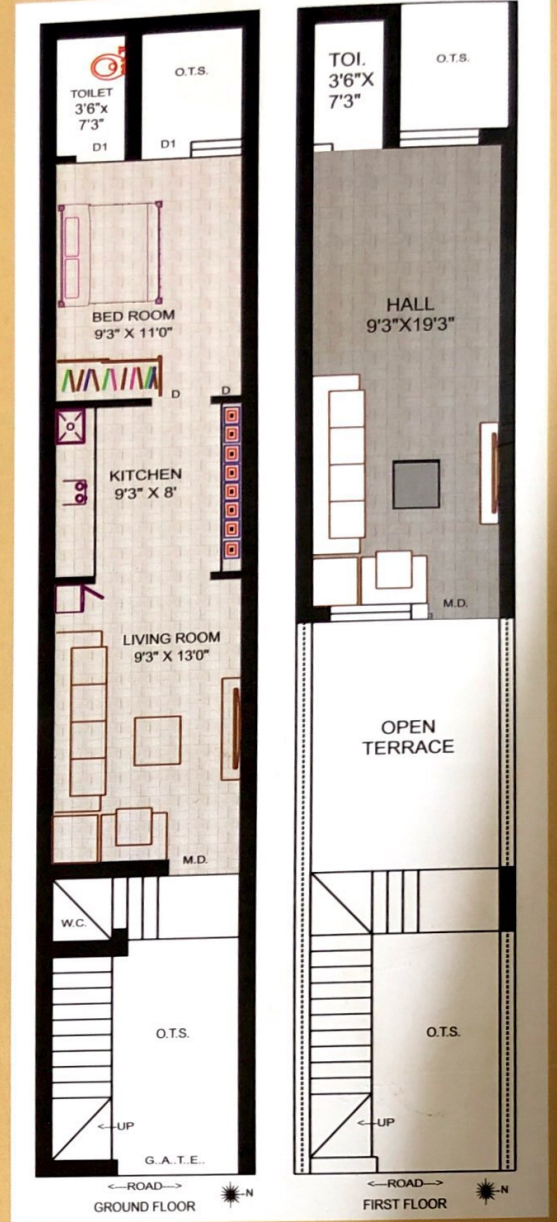 TOILET
3'6"x
7'3"
D1
O.T.S.
D1
BED ROOM
9'3" X 11'0"
D
D
KITCHEN
9'3" X 8'
LIVING ROOM
9'3" X 13'0"
M.D.
W.C.
O.T.S.
<—UP
G.A.T.E..
<—ROAD—>
GROUND FLOOR
N
TOI.
3'6"X
7'3"
O.T.S.
HALL
9'3"X19'3"
M.D.
OPEN
TERRACE
O.T.S.
<—UP
<—ROAD—>
FIRST FLOOR
N